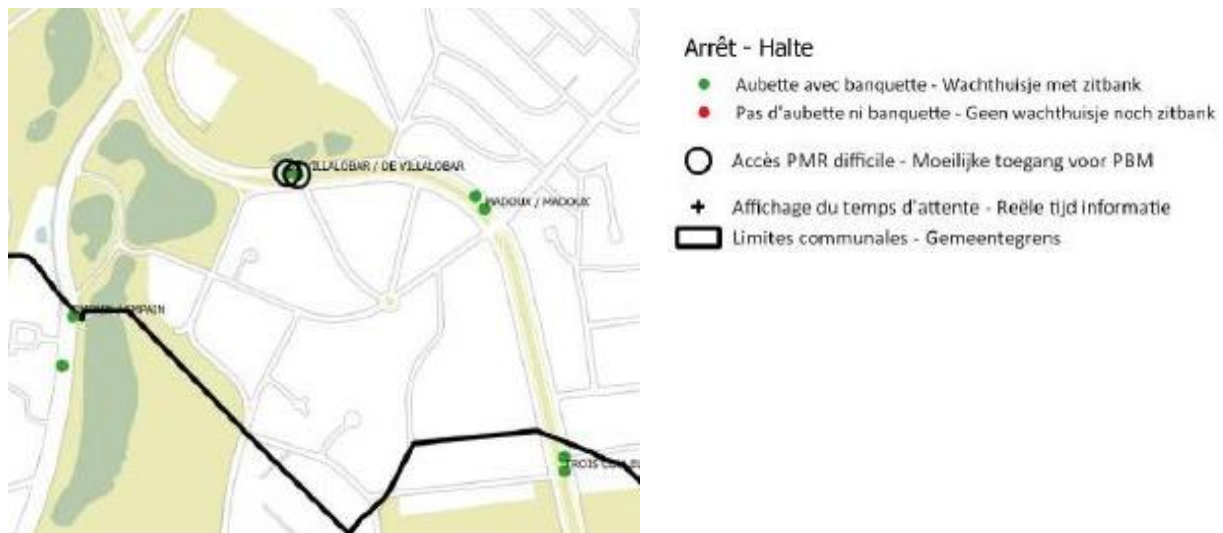 VILLALOBAR / DE VILLALOBAR
MADOUX / MADOUX
EMPAIN
TROIS
Arrêt - Halte
Aubette avec banquette - Wachthuisje met zitbank
Pas d'aubette ni banquette - Geen wachthuisje noch zitbank
Accès PMR difficile - Moeilijke toegang voor PBM
Affichage du temps d'attente - Reële tijd informatie
Limites communales - Gemeentegrens